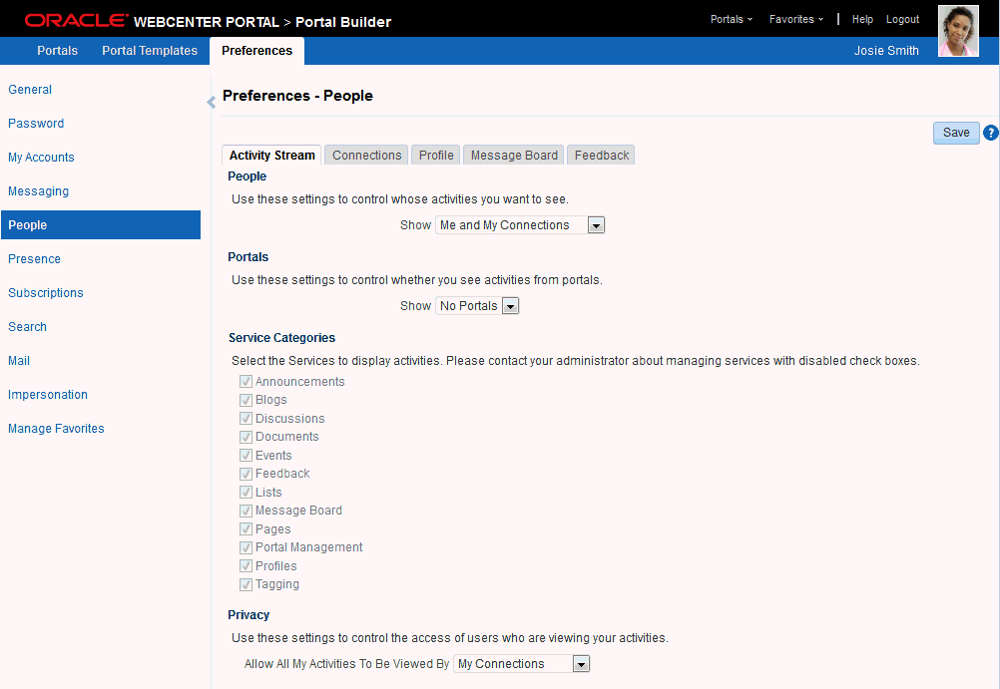 ORACLE WEBCENTER PORTAL > Portal Builder Portals Favorites | Help Logout
Portals Portal Templates Preferences Josie Smith
General
Password
My Accounts
Messaging
People
Presence
Subscriptions
Search
Mail
Impersonation
Manage Favorites
Preferences - People
Save ?
Activity Stream Connections Profile Message Board Feedback
People
Use these settings to control whose activities you want to see.
Show Me and My Connections
Portals
Use these settings to control whether you see activities from portals.
Show No Portals
Service Categories
Select the Services to display activities. Please contact your administrator about managing services with disabled check boxes.
Announcements
Blogs
Discussions
Documents
Events
Feedback
Lists
Message Board
Pages
Portal Management
Profiles
Tagging
Privacy
Use these settings to control the access of users who are viewing your activities.
Allow All My Activities To Be Viewed By My Connections